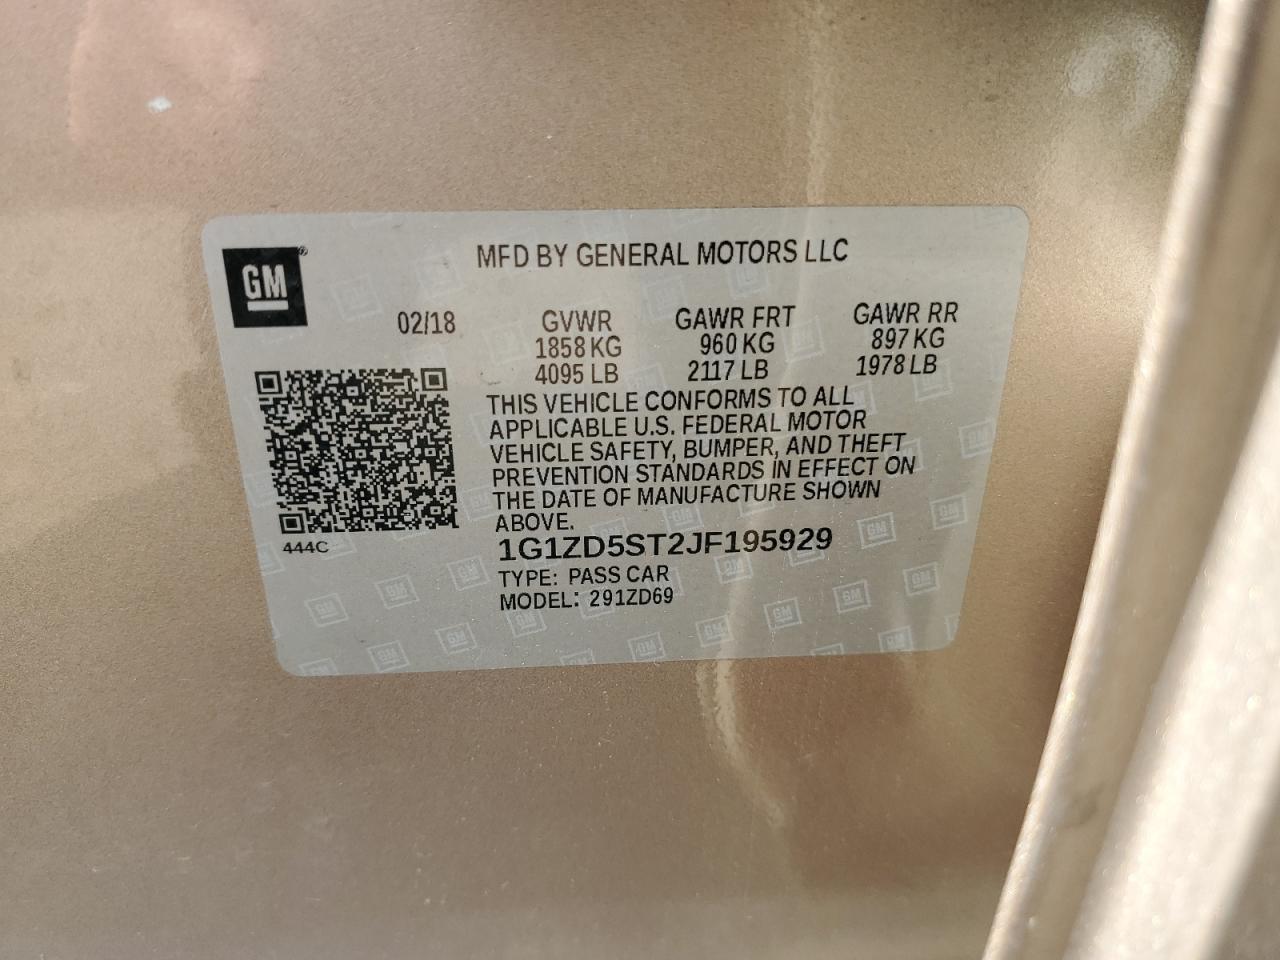 GM
MFD BY GENERAL MOTORS LLC
02/18 GVWR GAWR FRT GAWR RR
1858 KG 960 KG 897 KG
4095 LB 2117 LB 1978 LB
THIS VEHICLE CONFORMS TO ALL
APPLICABLE U.S. FEDERAL MOTOR
VEHICLE SAFETY, BUMPER, AND THEFT
PREVENTION STANDARDS IN EFFECT ON
THE DATE OF MANUFACTURE SHOWN
ABOVE.
444C
1G1ZD5ST2JF195929
TYPE: PASS CAR
MODEL: 291ZD69